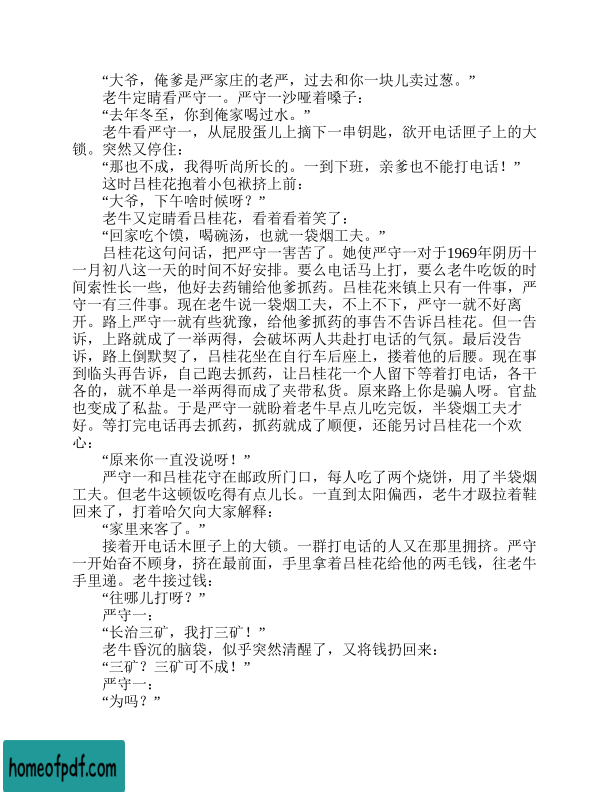 “大爷，俺爹是严家庄的老严，过去和你一块儿卖过葱。”
老牛定睛看严守一。严守一沙哑着嗓子：
“去年冬至，你到俺家喝过水。”
老牛看严守一，从屁股蛋儿上摘下一串钥匙，欲开电话匣子上的大
锁。突然又停住：
“那也不成，我得听尚所长的。一到下班，亲爹也不能打电话！”
这时吕桂花抱着小包袱挤上前：
“大爷，下午啥时候呀？”
老牛又定睛看吕桂花，看着看着笑了：
“回家吃个馍，喝碗汤，也就一袋烟工夫。”
吕桂花这句问话，把严守一害苦了。她使严守一对于1969年阴历十
一月初八这一天的时间不好安排。要么电话马上打，要么老牛吃饭的时
间索性长一些，他好去药铺给他爹抓药。吕桂花来镇上只有一件事，严
守一有三件事。现在老牛说一袋烟工夫，不上不下，严守一就不好离
开。路上严守一就有些犹豫，给他爹抓药的事告不告诉吕桂花。但一告
诉，上路就成了一举两得，会破坏两人共赴打电话的气氛。最后没告
诉，路上倒默契了，吕桂花坐在自行车后座上，搂着他的后腰。现在事
到临头再告诉，自己跑去抓药，让吕桂花一个人留下等着打电话，各干
各的，就不单是一举两得而成了夹带私货。原来路上你是骗人呀。官盐
也变成了私盐。于是严守一就盼着老牛早点儿吃完饭，半袋烟工夫才
好。等打完电话再去抓药，抓药就成了顺便，还能另讨吕桂花一个欢
心：
“原来你一直没说呀！”
严守一和吕桂花守在邮政所门口，每人吃了两个烧饼，用了半袋烟
工夫。但老牛这顿饭吃得有点儿长。一直到太阳偏西，老牛才趿拉着鞋
回来了，打着哈欠向大家解释：
“家里来客了。”
接着开电话木匣子上的大锁。一群打电话的人又在那里拥挤。严守
一开始奋不顾身，挤在最前面，手里拿着吕桂花给他的两毛钱，往老牛
手里递。老牛接过钱：
“往哪儿打呀？”
严守一：
“长治三矿，我打三矿！”
老牛昏沉的脑袋，似乎突然清醒了，又将钱扔回来：
“三矿？三矿可不成！”
严守一：
“为吗？”
homeofpdf.com